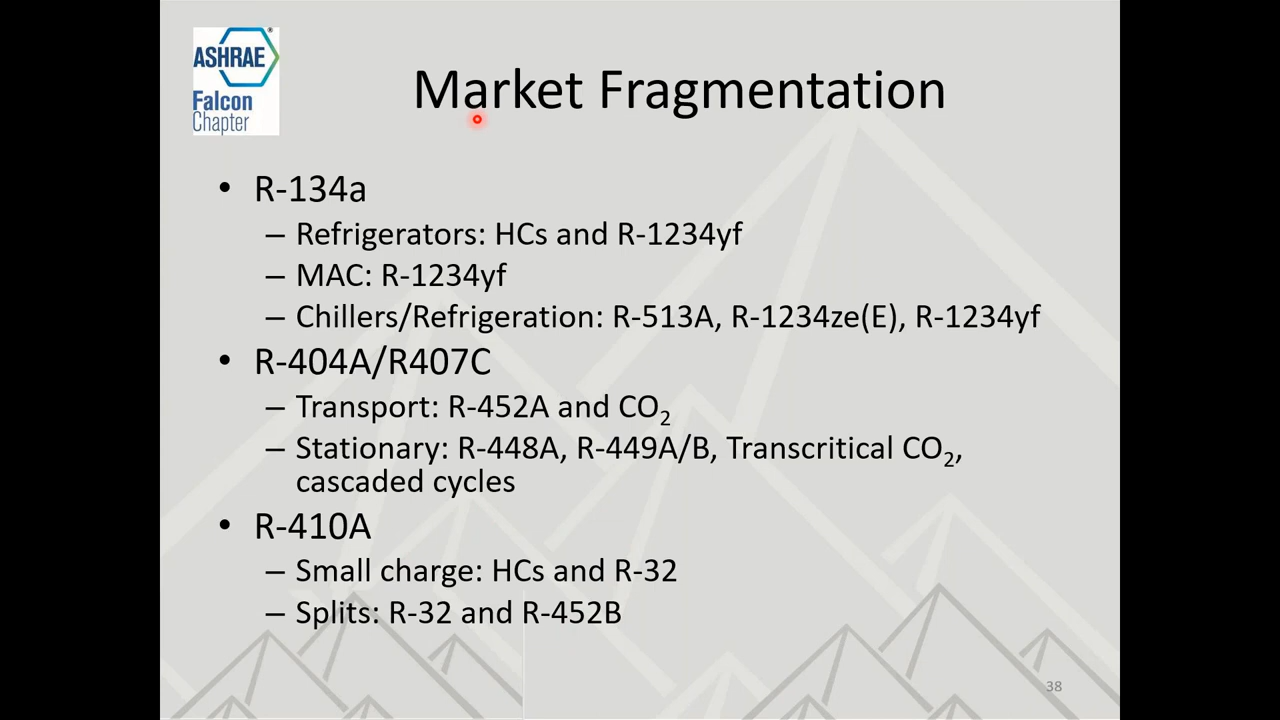 ASHRAE®
Falcon
Chapter
Market Fragmentation
• R-134a
– Refrigerators: HCs and R-1234yf
– MAC: R-1234yf
– Chillers/Refrigeration: R-513A, R-1234ze(E), R-1234yf
• R-404A/R407C
– Transport: R-452A and CO₂
– Stationary: R-448A, R-449A/B, Transcritical CO₂,
cascaded cycles
• R-410A
– Small charge: HCs and R-32
– Splits: R-32 and R-452B
38